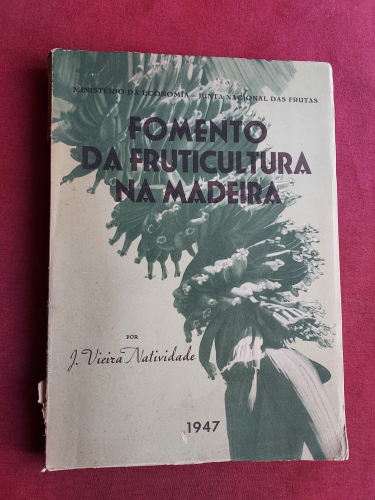 MINISTÉRIO DA ECONOMIA - JUNTA NACIONAL DAS FRUTAS
FOMENTO
DA FRUTICULTURA
NA MADEIRA
POR
J. Vieira Natividade
1947